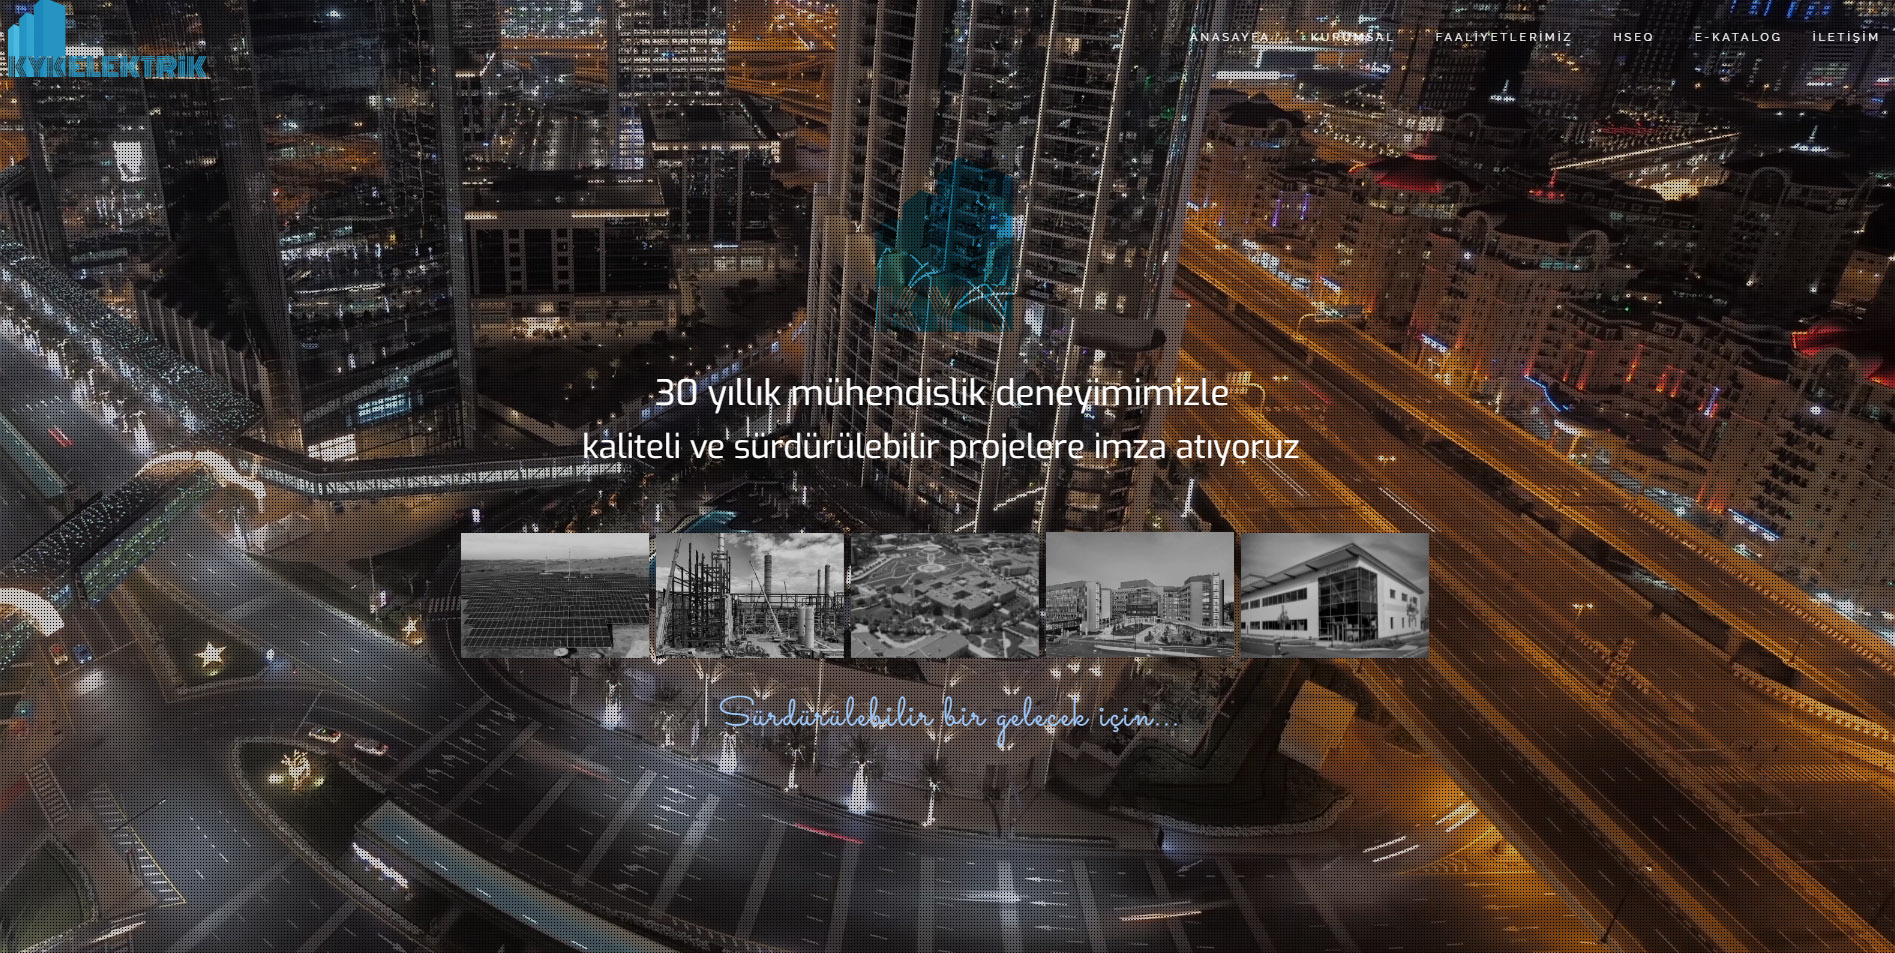 KYKELEKTRİK
ANASAYFA KURUMSAL FAALİYETLERİMİZ HSEQ E-KATALOG İLETİŞİM
30 yıllık mühendislik deneyimimizle
kaliteli ve sürdürülebilir projelere imza atıyoruz
Sürdürülebilir bir gelecek için...